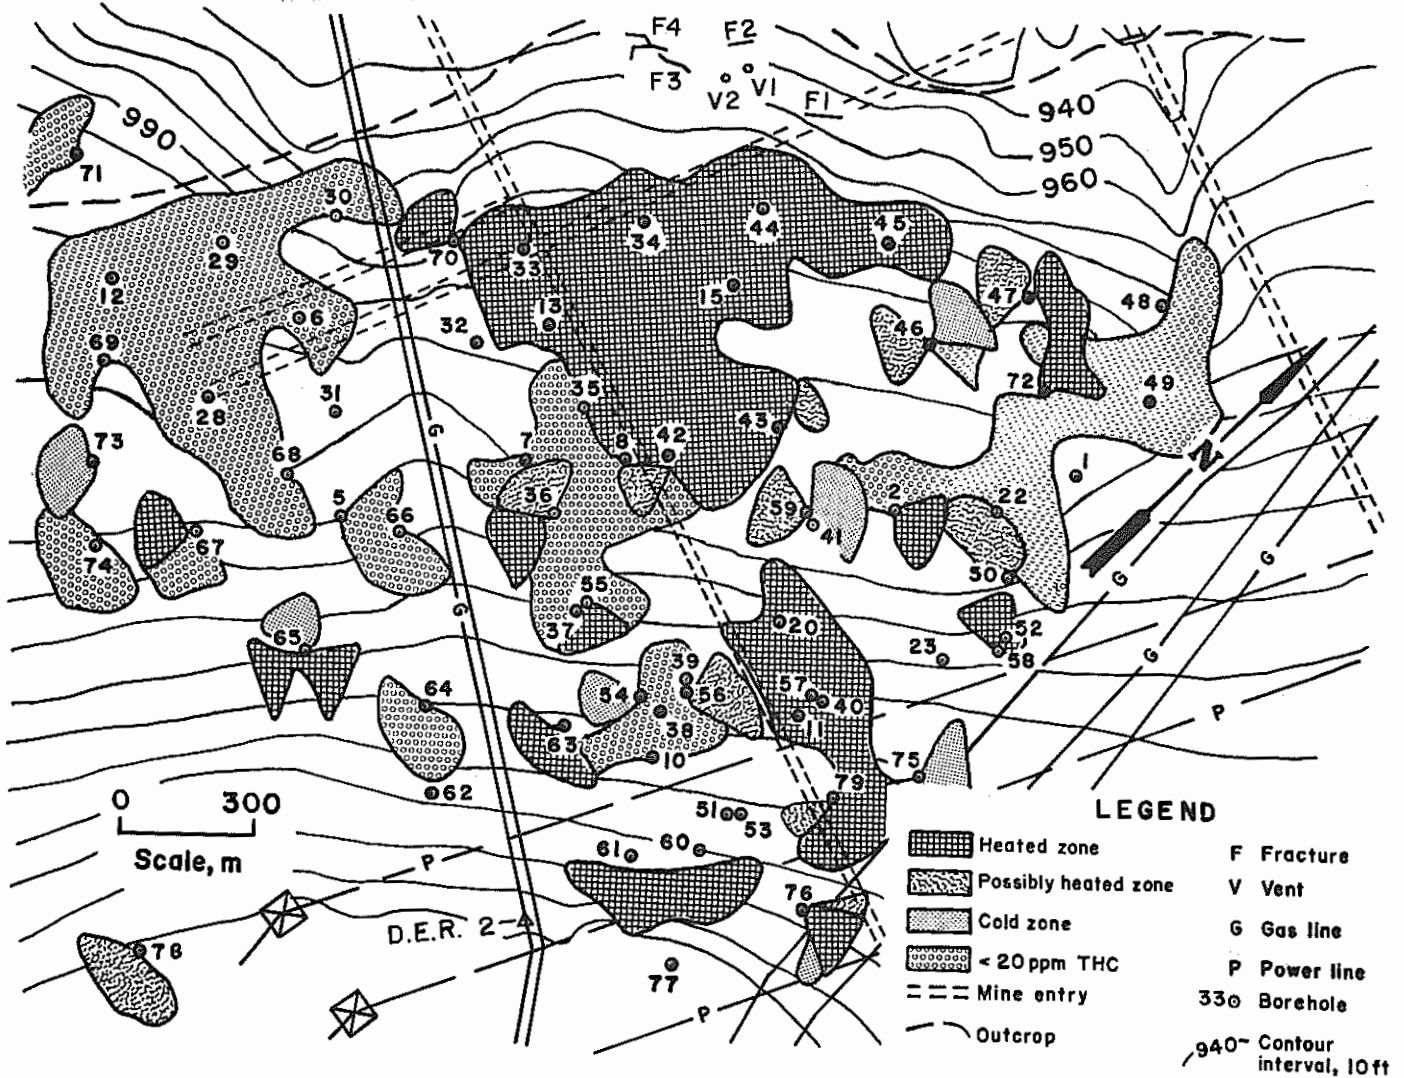 F4 F2
F3 V1
V2 F1
990
940
950
960
71
30
29
12
6
69
28
31
68
73
70
33
34
44
45
13
15
32
35
47
48
46
72
49
43
42
8
7
36
G
5
66
67
74
59
41
2
22
1
50
N
G
G
G
G
55
37
65
20
52
58
23
39
54
56
57
40
11
38
64
63
10
P
75
62
79
51 53
61 60
P
76
D.E.R. 2
78
77
P
0 300
Scale, m
LEGEND
Heated zone
Possibly heated zone
Cold zone
< 20 ppm THC
Mine entry
Outcrop
F Fracture
V Vent
G Gas line
P Power line
33 Borehole
940 Contour
interval, 10 ft